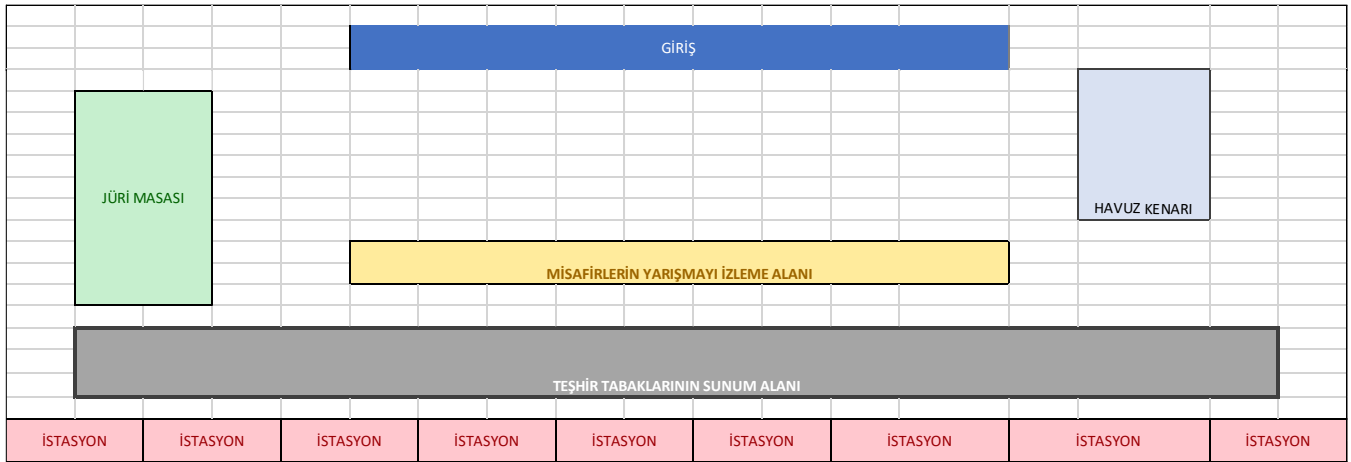 GİRİŞ
JÜRİ MASASI
HAVUZ KENARI
MİSAFİRLERİN YARIŞMAYI İZLEME ALANI
TEŞHİR TABAKLARININ SUNUM ALANI
İSTASYON İSTASYON İSTASYON İSTASYON İSTASYON İSTASYON İSTASYON İSTASYON İSTASYON